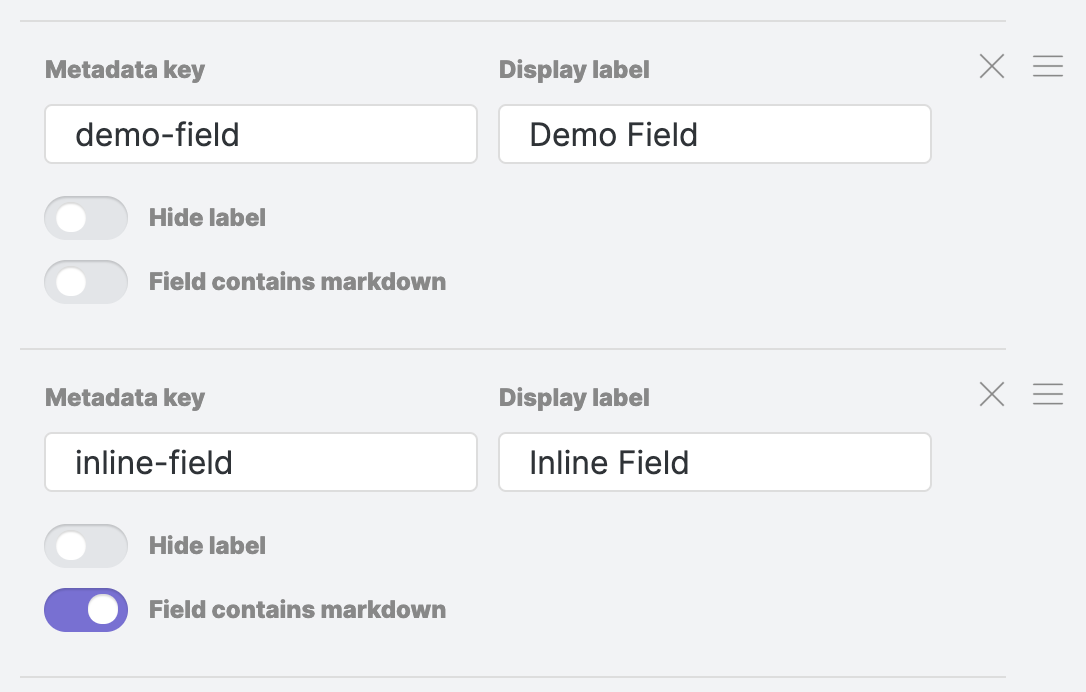 Metadata key Display label
demo-field Demo Field
Hide label
Field contains markdown
Metadata key Display label
inline-field Inline Field
Hide label
Field contains markdown